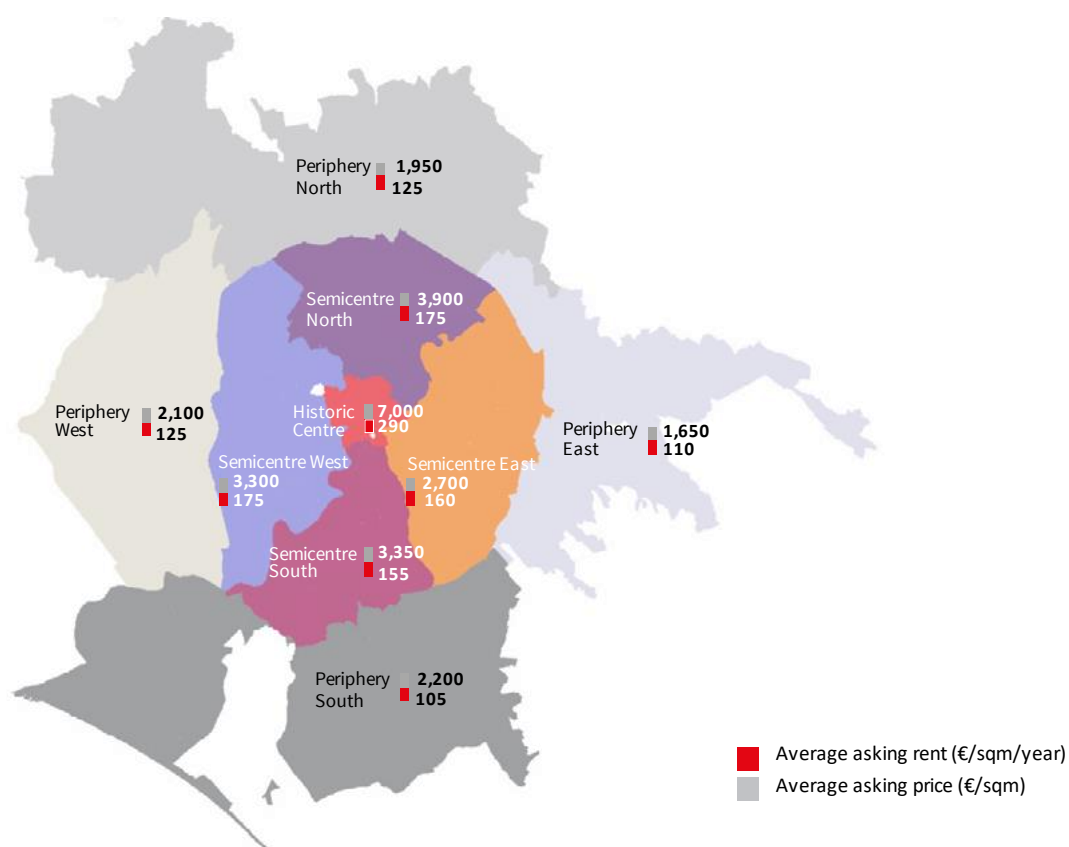 Periphery 1,950
North 125
Semicentre 3,900
North 175
Periphery 2,100
West 125
Historic 7,000
Centre 290
Periphery 1,650
East 110
Semicentre West
3,300
175
Semicentre East
2,700
160
Semicentre 3,350
South 155
Periphery 2,200
South 105
Average asking rent (€/sqm/year)
Average asking price (€/sqm)